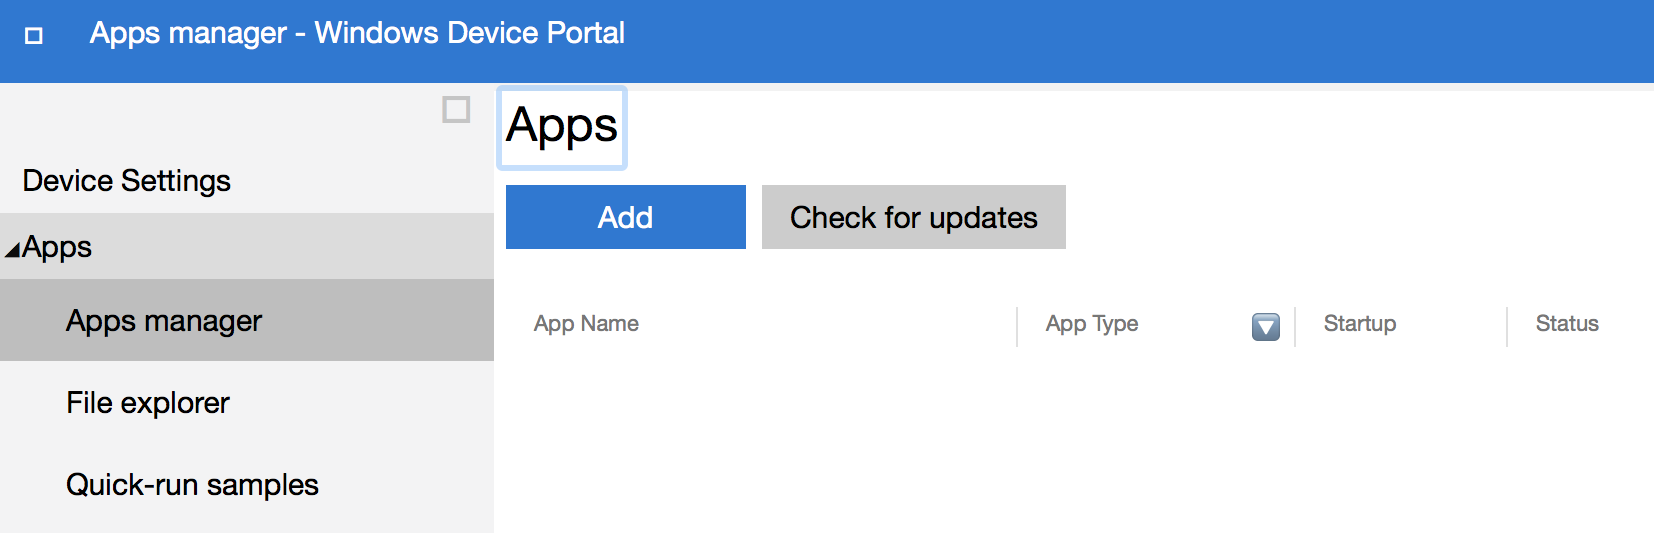 Apps manager - Windows Device Portal
Device Settings
Apps
Apps manager
File explorer
Quick-run samples
Apps
Add
Check for updates
App Name
App Type
Startup
Status